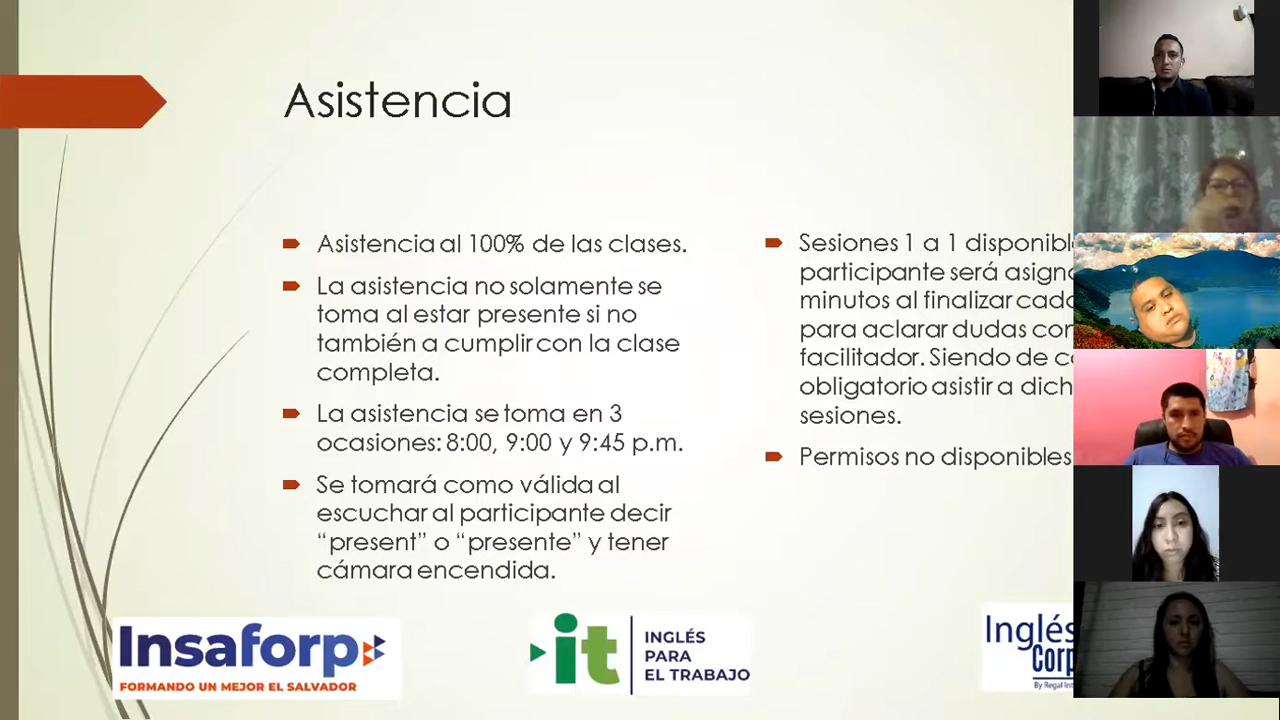 Asistencia
Asistencia al 100% de las clases.
La asistencia no solamente se
toma al estar presente si no
también a cumplir con la clase
completa.
La asistencia se toma en 3
ocasiones: 8:00, 9:00 y 9:45 p.m.
Se tomará como válida al
escuchar al participante decir
“present” o “presente” y tener
cámara encendida.
Sesiones 1 a 1
participante será
minutos al finalizar
para aclarar dudas
facilitador. Siendo de
obligatorio asistir a
sesiones.
Permisos no disponibles
Insaforp
FORMANDO UN MEJOR EL SALVADOR
it
INGLÉS
PARA
EL TRABAJO
Inglés
Corp
By Regal